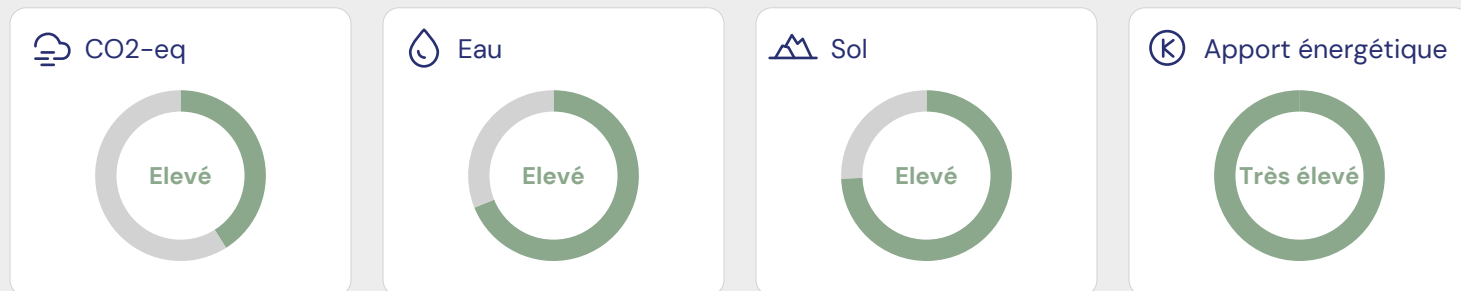 CO2-eq
Elevé
Eau
Elevé
Sol
Elevé
Apport énergétique
Très élevé